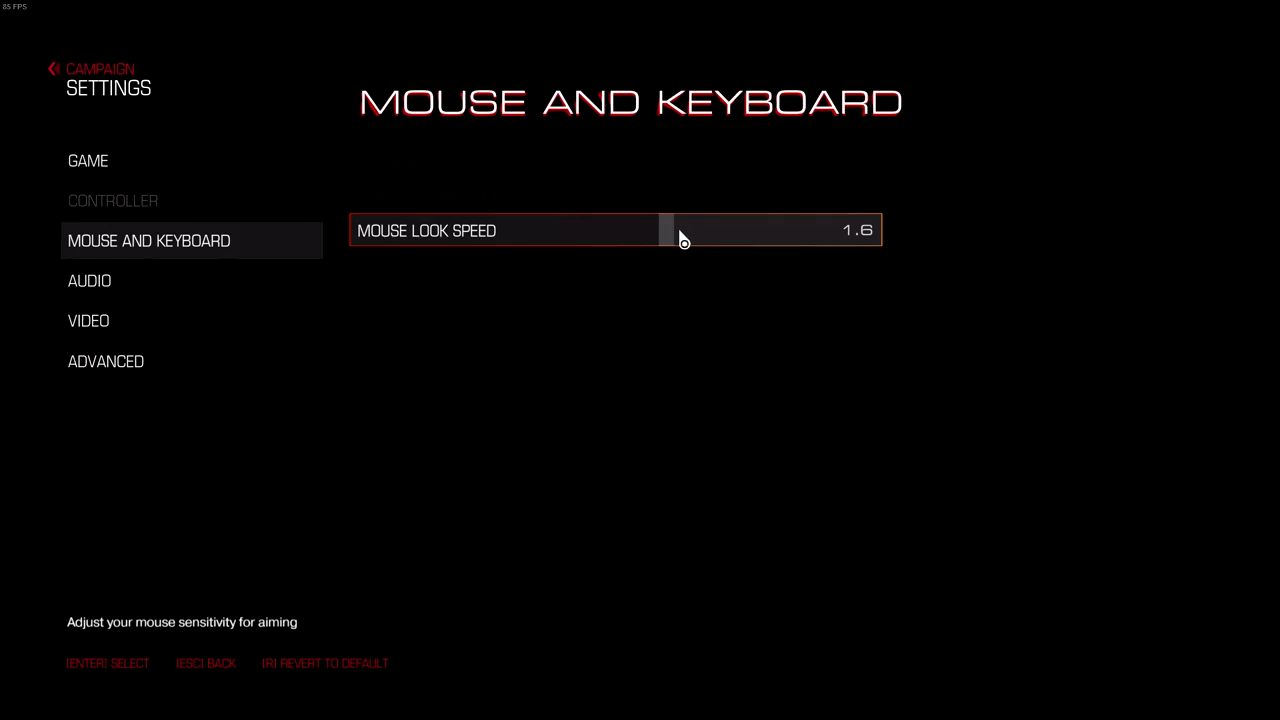 85 FPS
CAMPAIGN
SETTINGS
MOUSE AND KEYBOARD
GAME
CONTROLLER
MOUSE AND KEYBOARD
AUDIO
VIDEO
ADVANCED
MOUSE LOOK SPEED 1.6
Adjust your mouse sensitivity for aiming
[ENTER] SELECT [ESC] BACK [R] REVERT TO DEFAULT